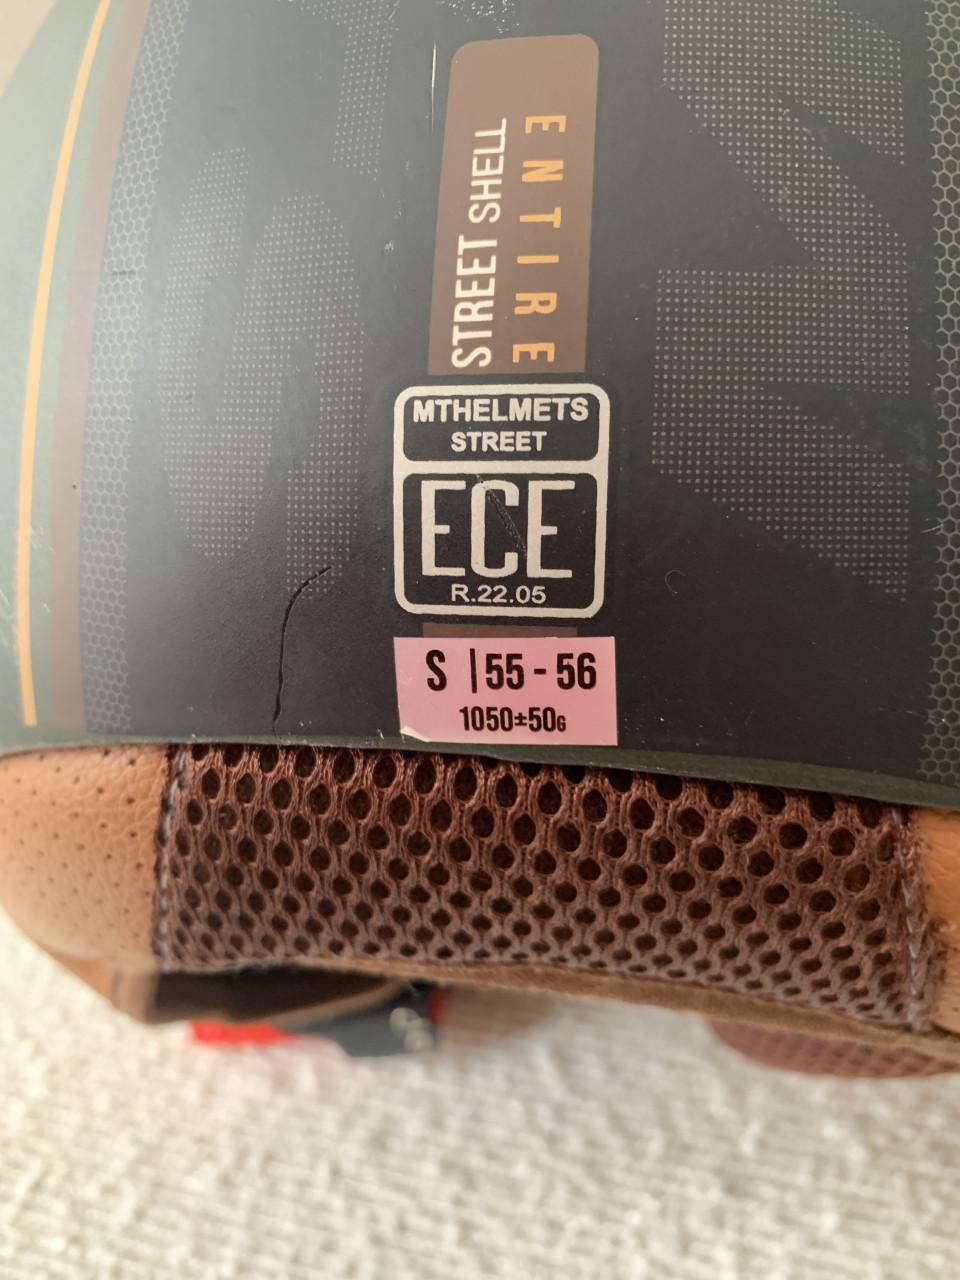 STREET SHELL
ENTIRE
MTHELMETS
STREET
ECE
R.22.05
S | 55 - 56
1050±50G